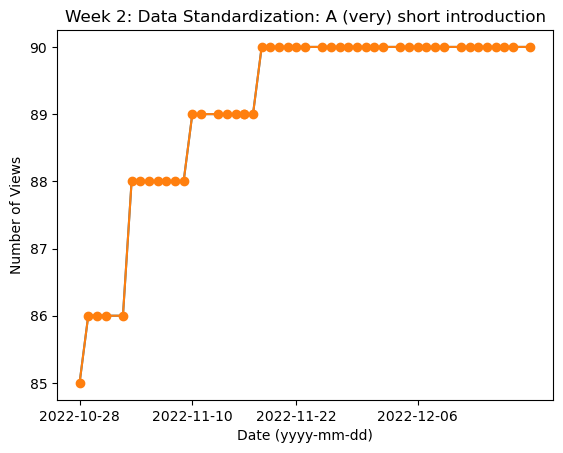 Week 2: Data Standardization: A (very) short introduction
90
89
88
87
86
85
Number of Views
2022-10-28 2022-11-10 2022-11-22 2022-12-06
Date (yyyy-mm-dd)